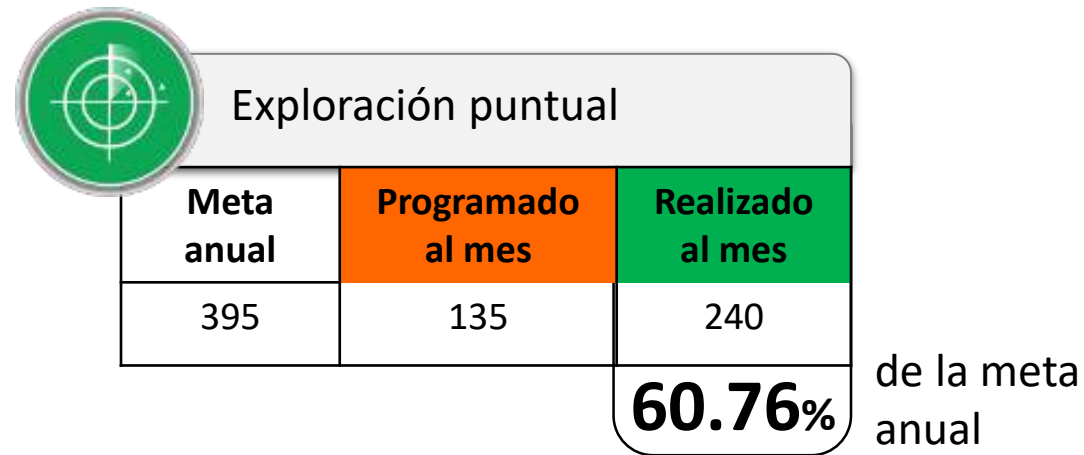 Exploración puntual
Meta anual
Programado al mes
Realizado al mes
395
135
240
60.76%
de la meta
anual